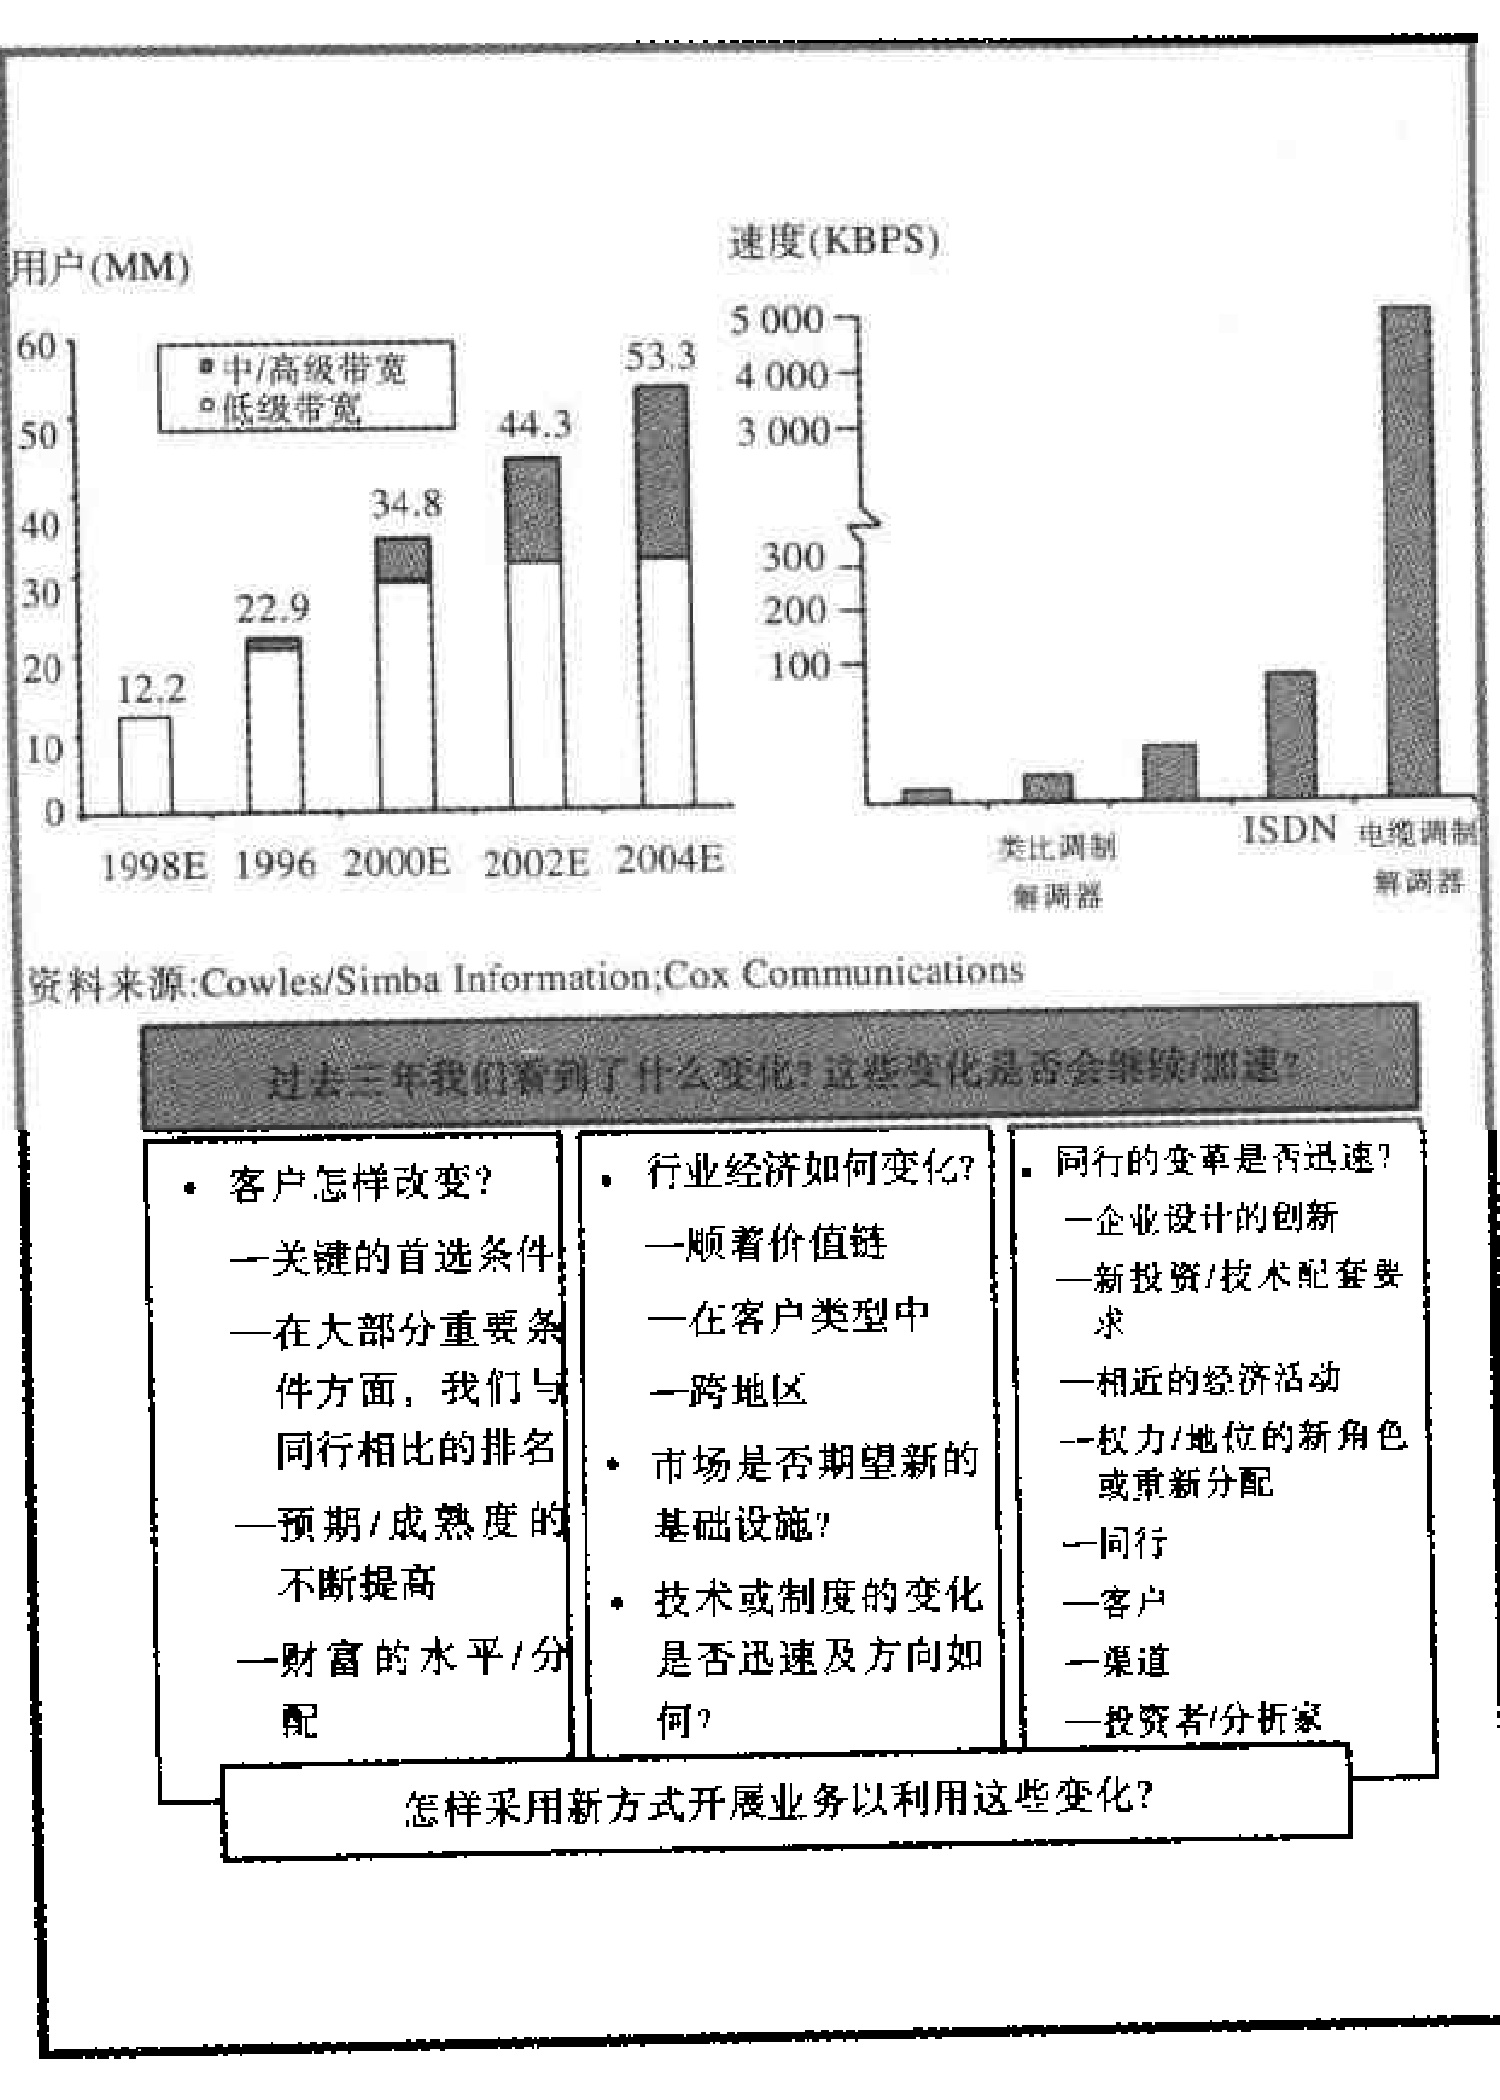 用户(MM)
60
50
40
30
20
10
0
■中/高级带宽
□低级带宽
12.2
22.9
34.8
44.3
53.3
1998E 1996 2000E 2002E 2004E
速度(KBPS)
5 000
4 000
3 000
300
200
100
类比调制
解调器
ISDN
电缆调制
解调器
资料来源:Cowles/Simba Information;Cox Communications
过去三年我们看到了什么变化?这些变化是否会继续/加速?
• 客户怎样改变?
—关键的首选条件
—在大部分重要条
件方面，我们与
同行相比的排名
—预期/成熟度的
不断提高
—财富的水平/分
配
• 行业经济如何变化?
—顺着价值链
—在客户类型中
—跨地区
• 市场是否期望新的
基础设施?
• 技术或制度的变化
是否迅速及方向如
何?
• 同行的变革是否迅速?
—企业设计的创新
—新投资/技术配套要
求
—相近的经济活动
—权力/地位的新角色
或重新分配
—同行
—客户
—渠道
—投资者/分析家
怎样采用新方式开展业务以利用这些变化?